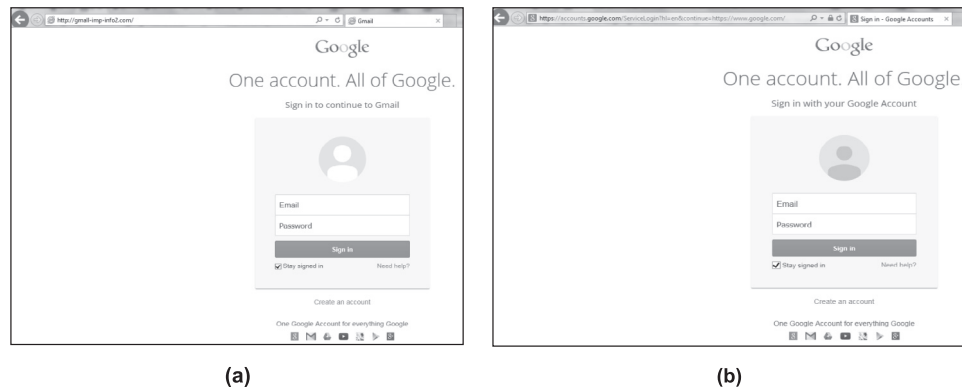 http://gmail-imp-info2.com/
Gmail
Google
One account. All of Google.
Sign in to continue to Gmail
Email
Password
Sign in
Stay signed in Need help?
Create an account
One Google Account for everything Google
(a)
https://accounts.google.com/ServiceLogin?hl=en&continue=https://www.google.com/
Sign in - Google Accounts
Google
One account. All of Google
Sign in with your Google Account
Email
Password
Sign in
Stay signed in Need help?
Create an account
One Google Account for everything Google
(b)